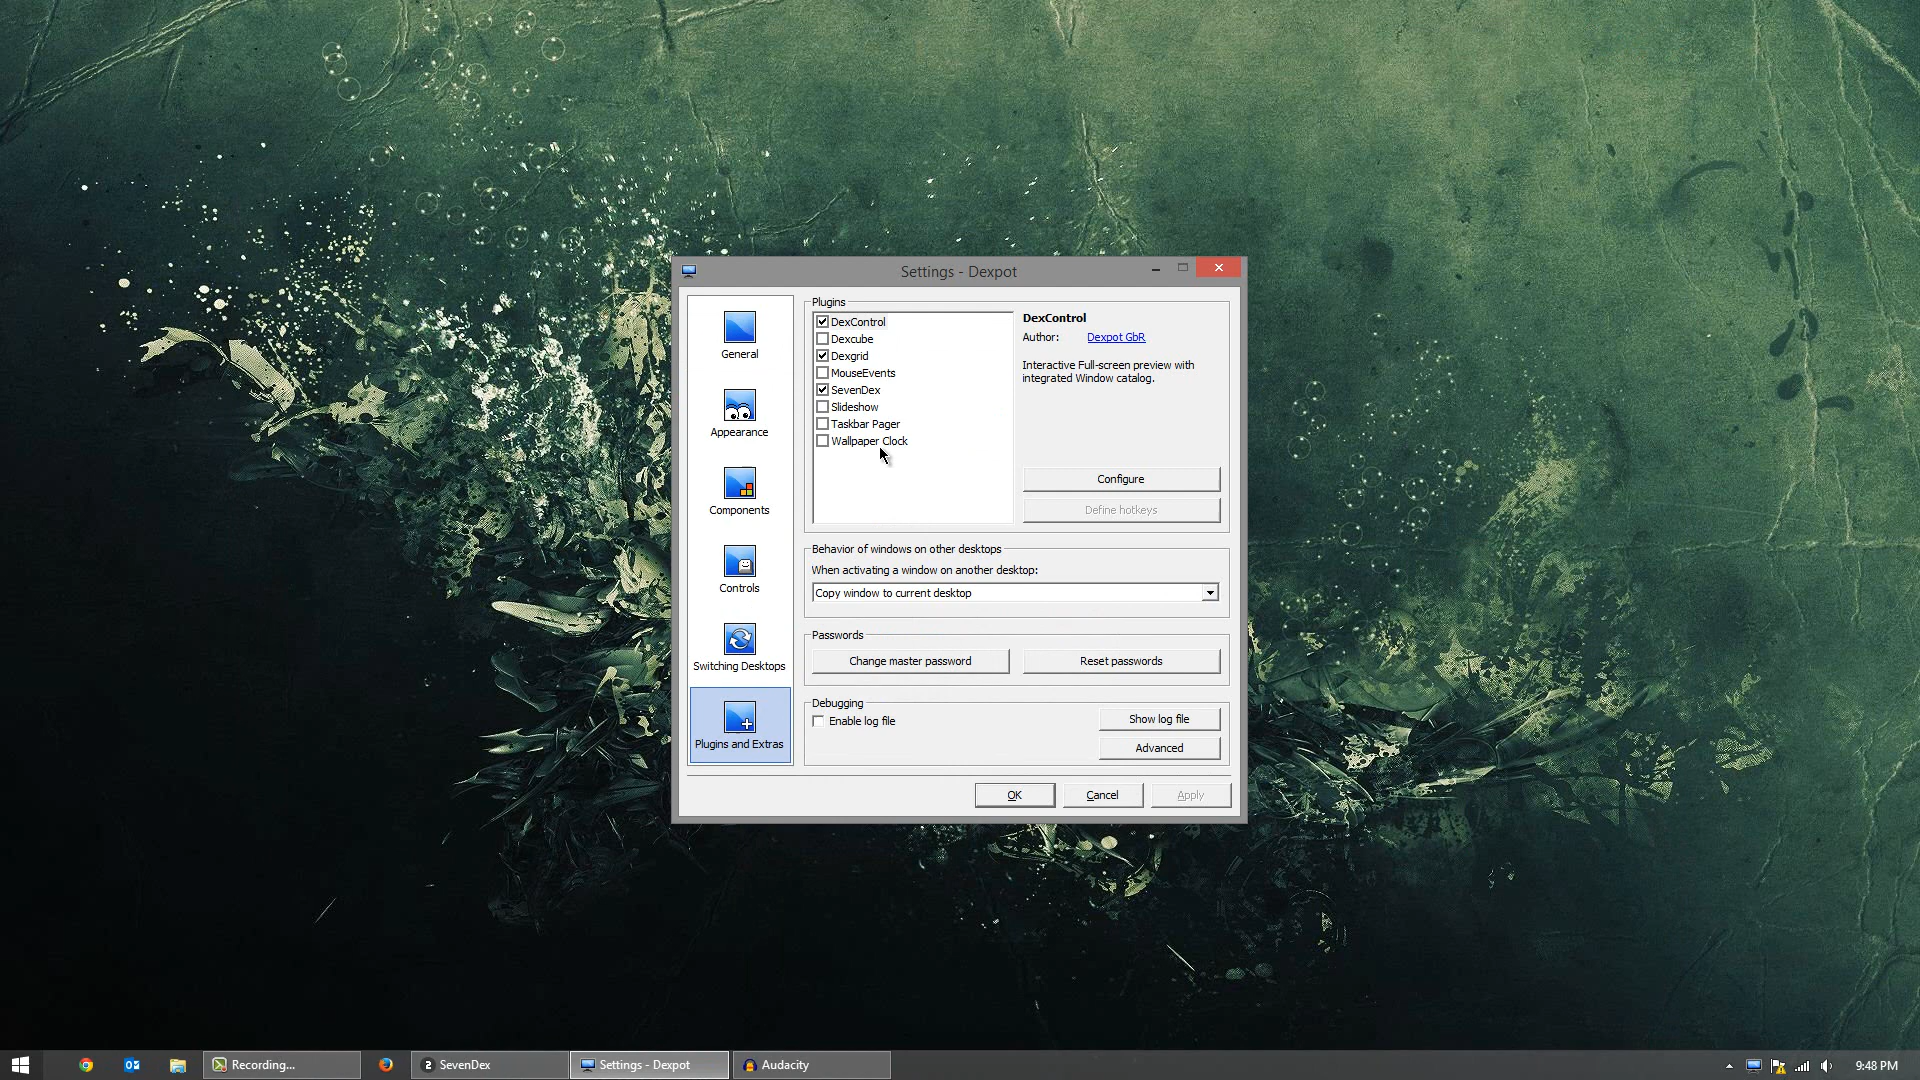 Settings - Dexpot
General
Appearance
Components
Controls
Switching Desktops
Plugins and Extras
Plugins
DexControl
Dexcube
Dexgrid
MouseEvents
SevenDex
Slideshow
Taskbar Pager
Wallpaper Clock
DexControl
Author: Dexpot GbR
Interactive Full-screen preview with
integrated Window catalog.
Configure
Define hotkeys
Behavior of windows on other desktops
When activating a window on another desktop:
Copy window to current desktop
Passwords
Change master password
Reset passwords
Debugging
Enable log file
Show log file
Advanced
OK
Cancel
Apply
Recording...
2
SevenDex
Settings - Dexpot
Audacity
9:48 PM